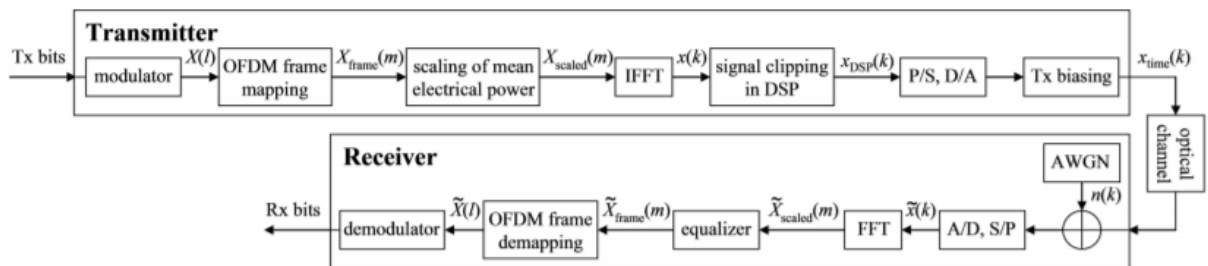 Transmitter
Tx bits
modulator
X(l)
OFDM frame
mapping
X_frame(m)
scaling of mean
electrical power
X_scaled(m)
IFFT
x(k)
signal clipping
in DSP
x_DSP(k)
P/S, D/A
Tx biasing
x_time(k)
optical
channel
Receiver
AWGN
n(k)
Rx bits
demodulator
X̃(l)
OFDM frame
demapping
X̃_frame(m)
equalizer
X̃_scaled(m)
FFT
x̃(k)
A/D, S/P